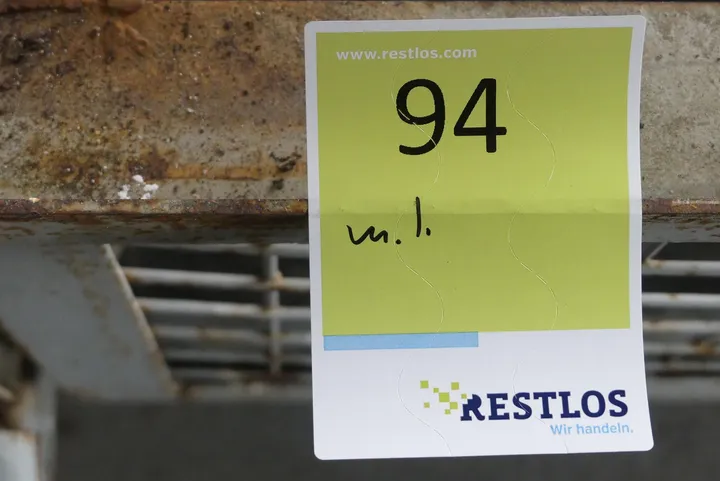 www.restlos.com
94
m. l.
RESTLOS
Wir handeln.